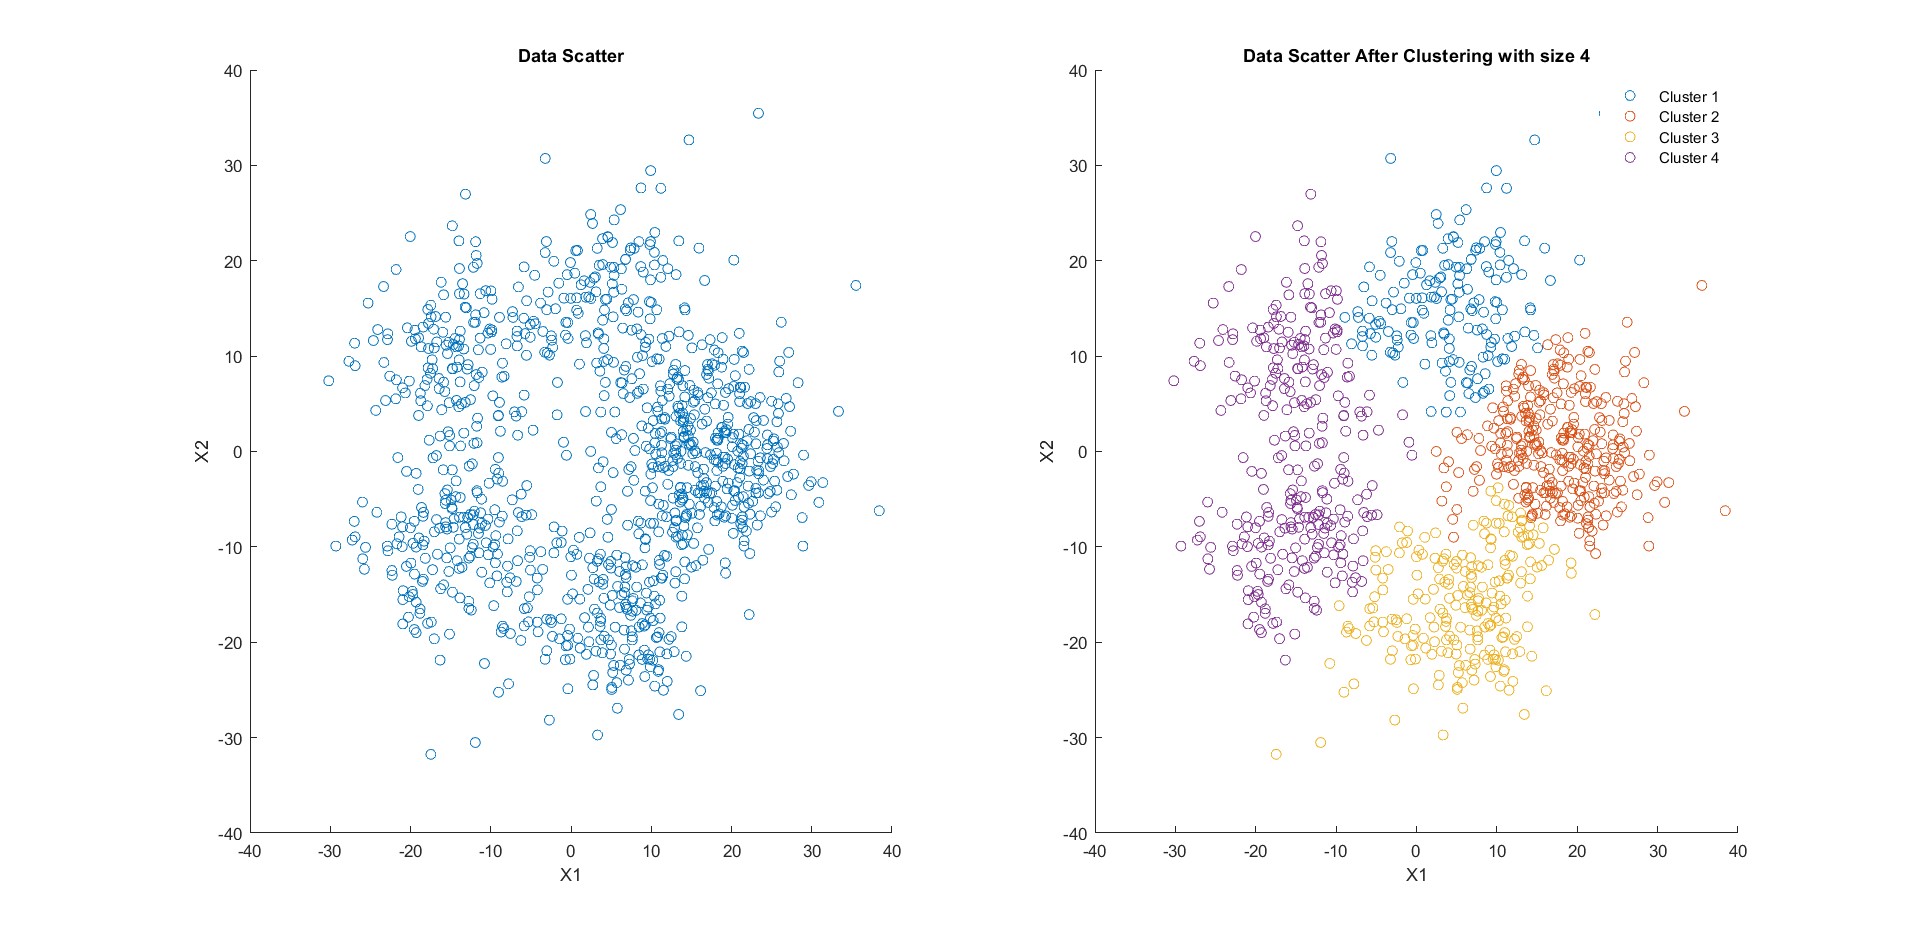 Data Scatter
40
30
20
10
0
-10
-20
-30
-40
-40 -30 -20 -10 0 10 20 30 40
X1
X2
Data Scatter After Clustering with size 4
Cluster 1
Cluster 2
Cluster 3
Cluster 4
40
30
20
10
0
-10
-20
-30
-40
-40 -30 -20 -10 0 10 20 30 40
X1
X2